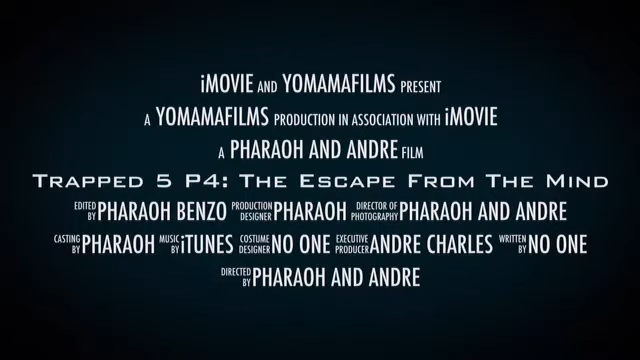 iMOVIE AND YOMAMAFILMS PRESENT
A YOMAMAFILMS PRODUCTION IN ASSOCIATION WITH iMOVIE
A PHARAOH AND ANDRE FILM
TRAPPED 5 P4: THE ESCAPE FROM THE MIND
EDITED BY PHARAOH BENZO PRODUCTION DESIGNER PHARAOH DIRECTOR OF PHOTOGRAPHY PHARAOH AND ANDRE
CASTING BY PHARAOH MUSIC BY iTUNES COSTUME DESIGNER NO ONE EXECUTIVE PRODUCER ANDRE CHARLES WRITTEN BY NO ONE
DIRECTED BY PHARAOH AND ANDRE